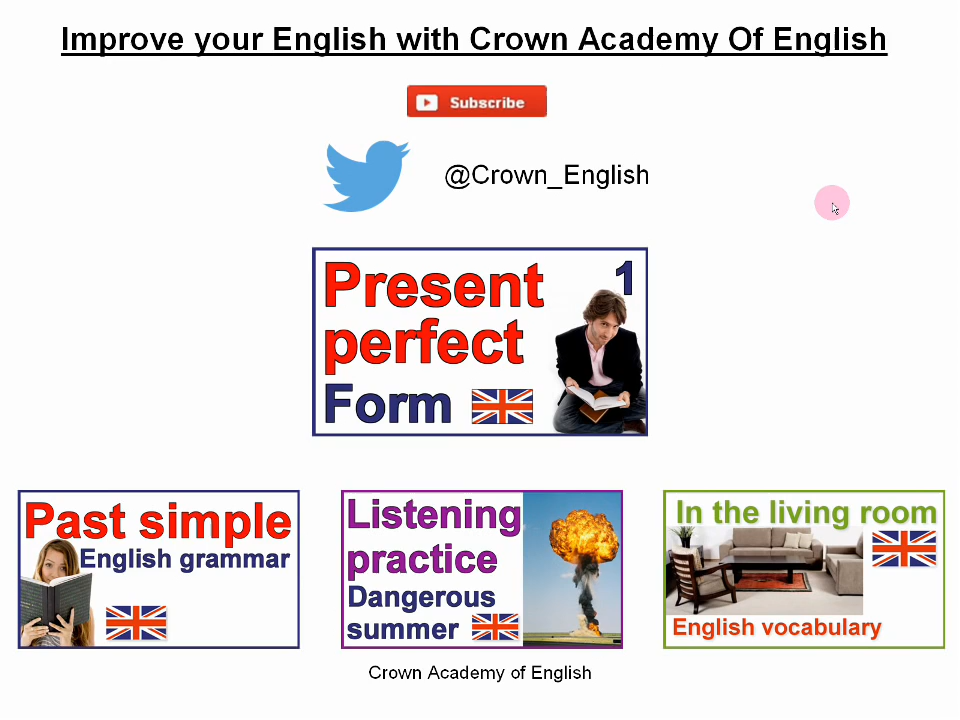 Improve your English with Crown Academy Of English
Subscribe
@Crown_English
Present
perfect
Form
1
Past simple
English grammar
Listening
practice
Dangerous
summer
In the living room
English vocabulary
Crown Academy of English